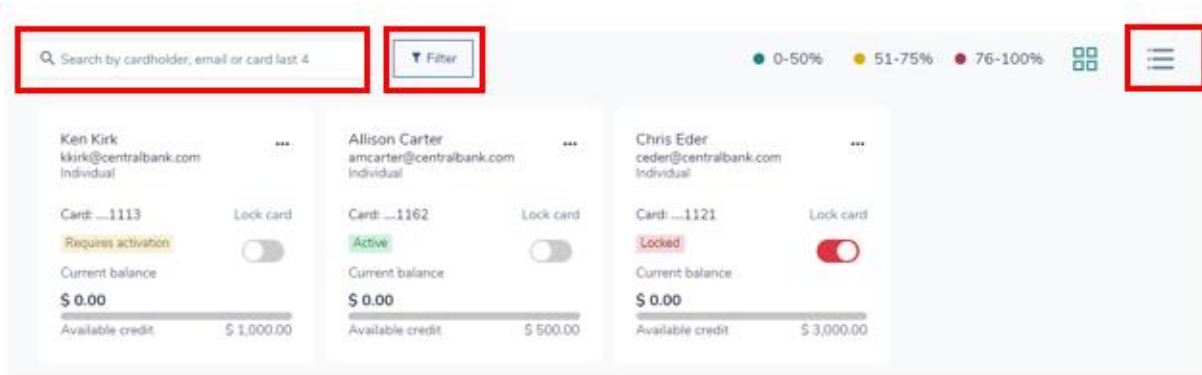 Search by cardholder, email or card last 4
Filter
0-50%
51-75%
76-100%
Ken Kirk
...
kkirk@centralbank.com
Individual
Card: ....1113
Lock card
Requires activation
Current balance
$ 0.00
Available credit
$ 1,000.00
Allison Carter
...
amcarter@centralbank.com
Individual
Card: ....1162
Lock card
Active
Current balance
$ 0.00
Available credit
$ 500.00
Chris Eder
...
ceder@centralbank.com
Individual
Card: ....1121
Lock card
Locked
Current balance
$ 0.00
Available credit
$ 3,000.00